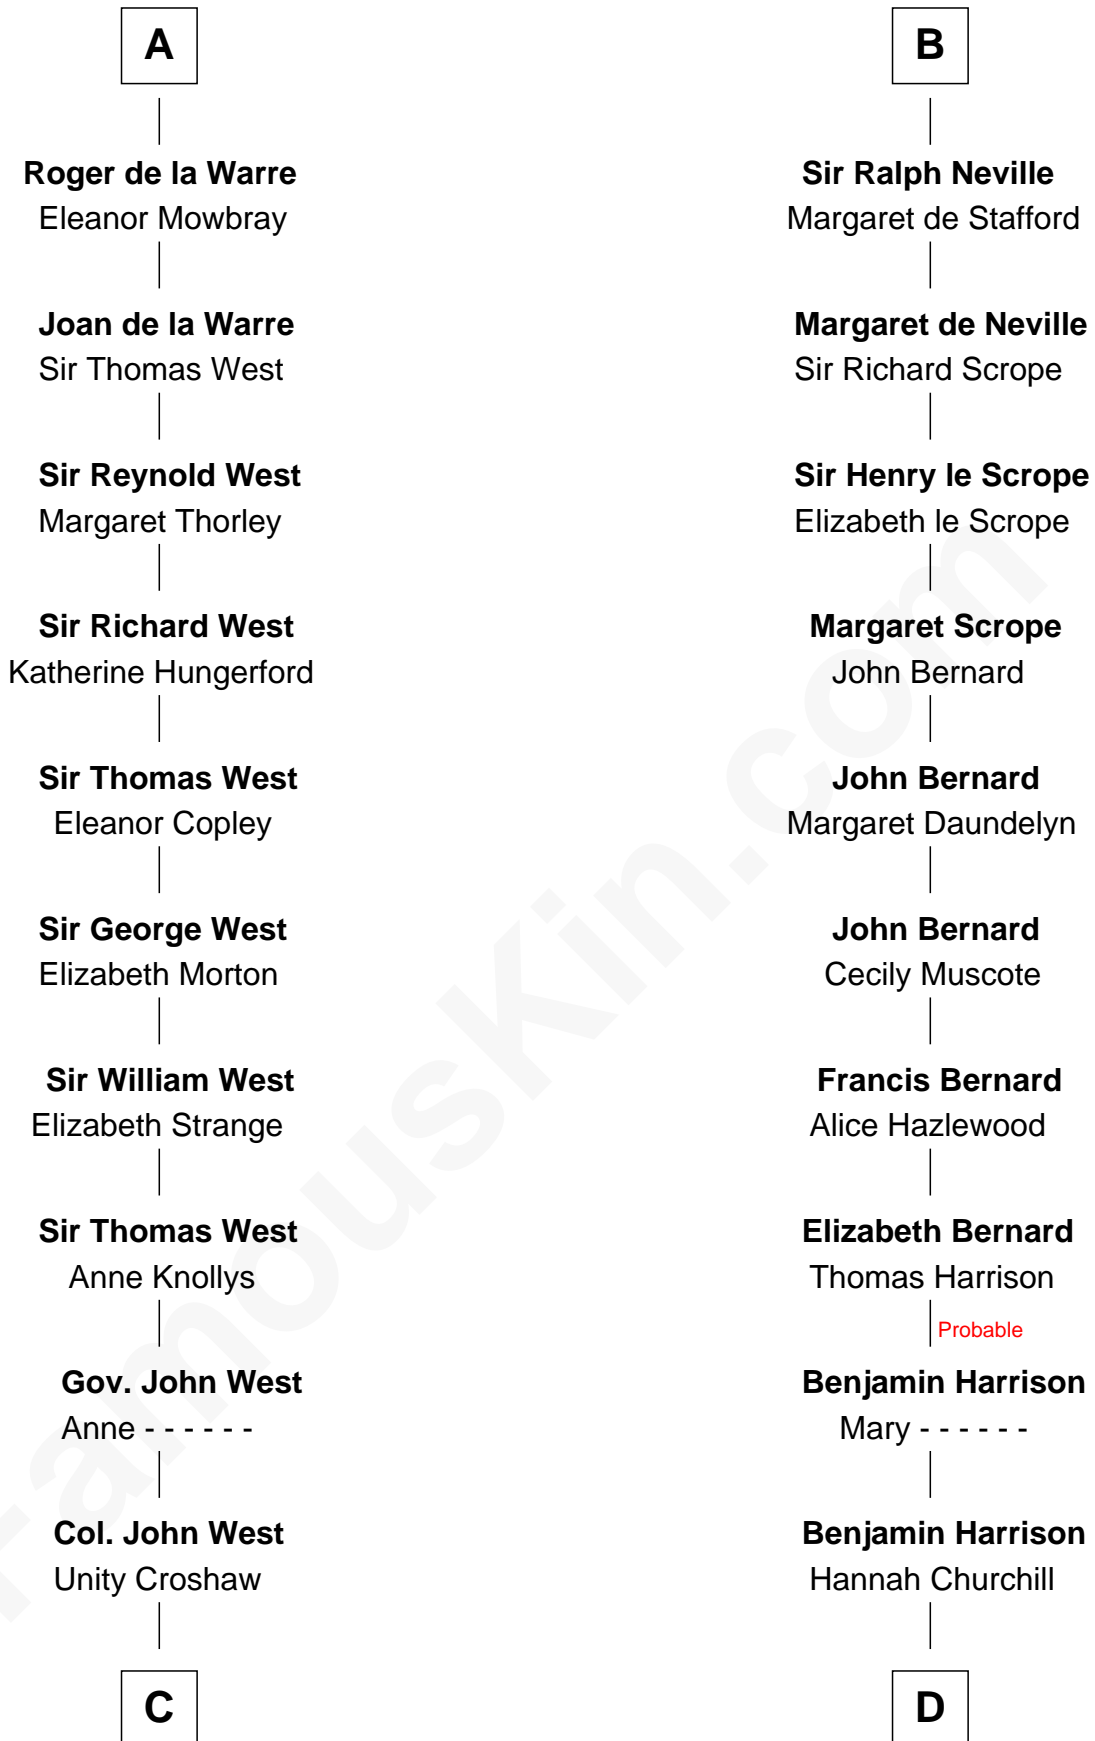 A
Roger de la Warre
Eleanor Mowbray
Joan de la Warre
Sir Thomas West
Sir Reynold West
Margaret Thorley
Sir Richard West
Katherine Hungerford
Sir Thomas West
Eleanor Copley
Sir George West
Elizabeth Morton
Sir William West
Elizabeth Strange
Sir Thomas West
Anne Knollys
Gov. John West
Anne - - - - - -
Col. John West
Unity Croshaw
C
B
Sir Ralph Neville
Margaret de Stafford
Margaret de Neville
Sir Richard Scrope
Sir Henry le Scrope
Elizabeth le Scrope
Margaret Scrope
John Bernard
John Bernard
Margaret Daundelyn
John Bernard
Cecily Muscote
Francis Bernard
Alice Hazlewood
Elizabeth Bernard
Thomas Harrison
Probable
Benjamin Harrison
Mary - - - - - -
Benjamin Harrison
Hannah Churchill
D
FamousKin.com